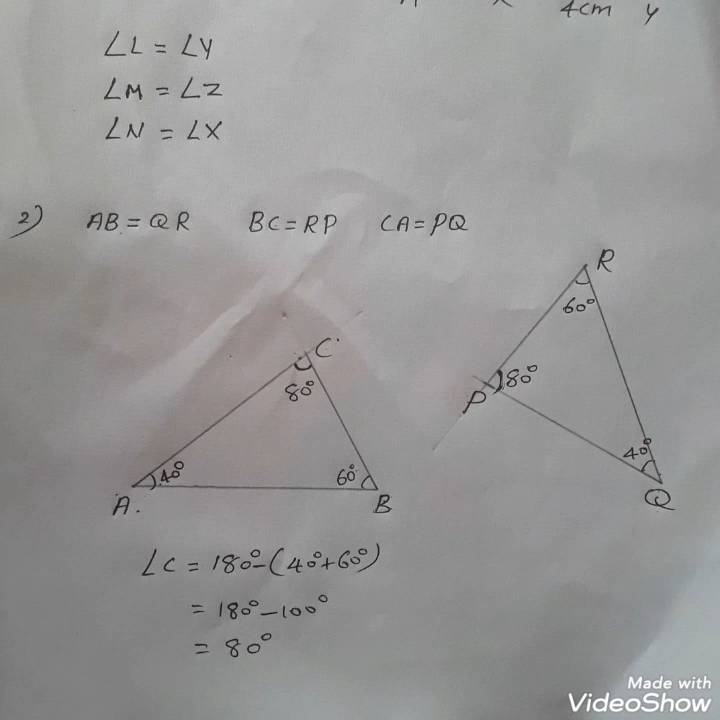 4cm y
∠L = ∠Y
∠M = ∠Z
∠N = ∠X
2) AB = QR BC = RP CA = PQ
R
60°
C
80°
80°
P
40°
40°
60°
A.
B
Q
∠C = 180° - (40° + 60°)
= 180° - 100°
= 80°
Made with
VideoShow